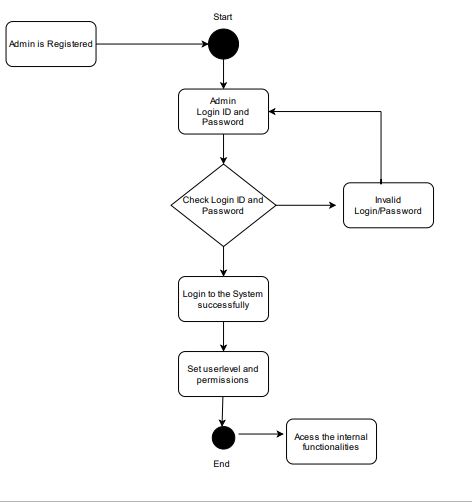 Start
Admin is Registered
Admin
Login ID and
Password
Check Login ID and
Password
Invalid
Login/Password
Login to the System
successfully
Set userlevel and
permissions
Acess the internal
functionalities
End